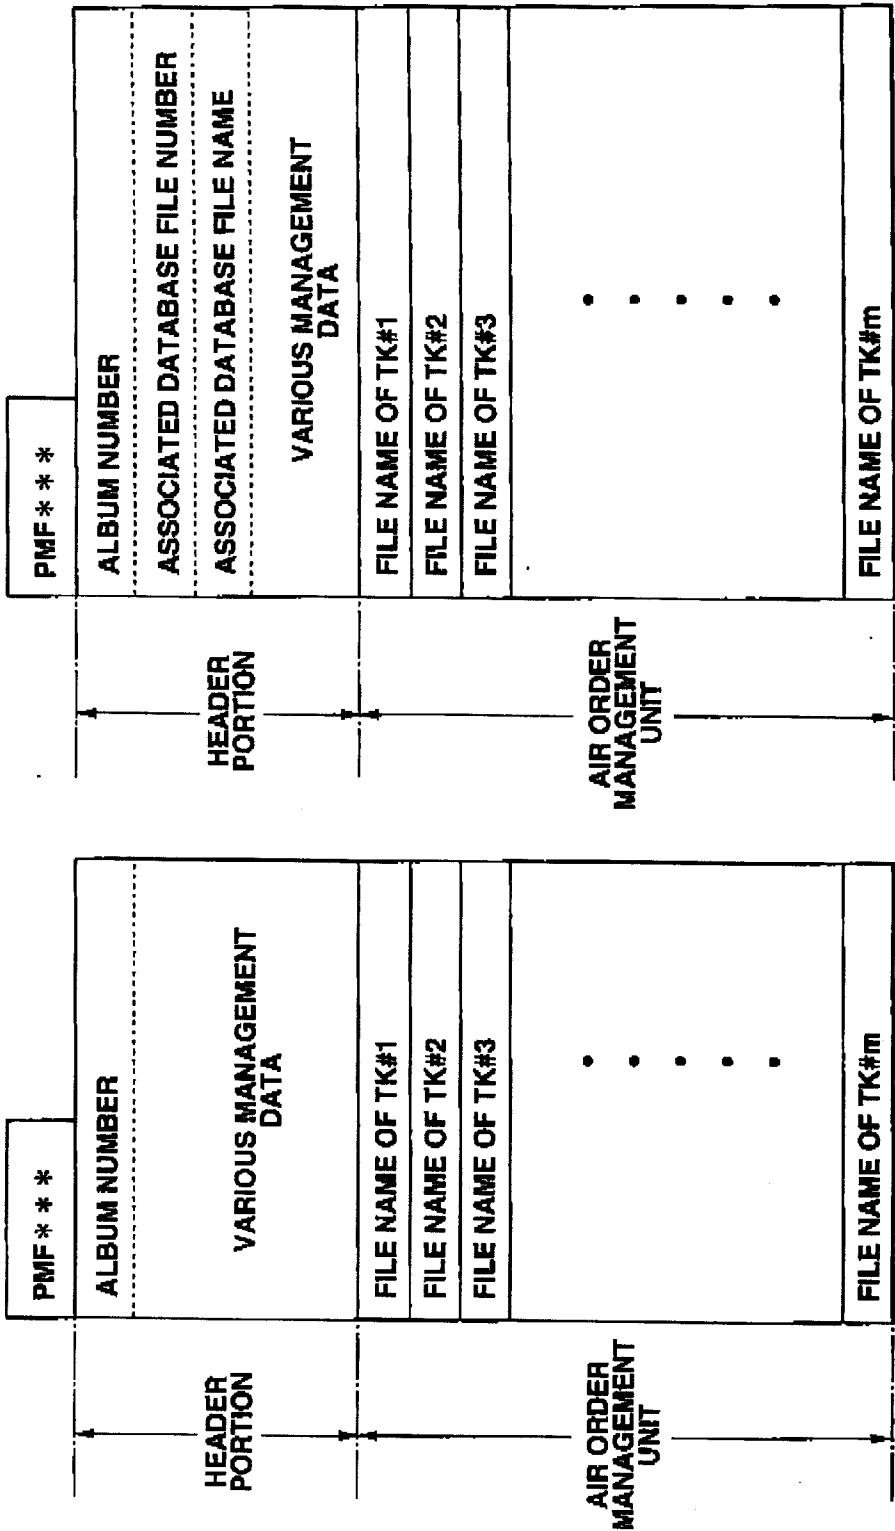 PMF***
ALBUM NUMBER
VARIOUS MANAGEMENT
DATA
FILE NAME OF TK#1
FILE NAME OF TK#2
FILE NAME OF TK#3
FILE NAME OF TK#m
HEADER
PORTION
AIR ORDER
MANAGEMENT
UNIT
PMF***
ALBUM NUMBER
ASSOCIATED DATABASE FILE NUMBER
ASSOCIATED DATABASE FILE NAME
VARIOUS MANAGEMENT
DATA
FILE NAME OF TK#1
FILE NAME OF TK#2
FILE NAME OF TK#3
FILE NAME OF TK#m
HEADER
PORTION
AIR ORDER
MANAGEMENT
UNIT